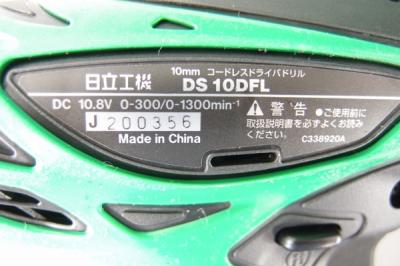 10mm コードレスドライバドリル
日立工機 DS 10DFL
DC 10.8V 0-300/0-1300min⁻¹
J 200356
Made in China
⚠警告 ●ご使用前に
取扱説明書を必ずよくお読み
ください。
C338920A